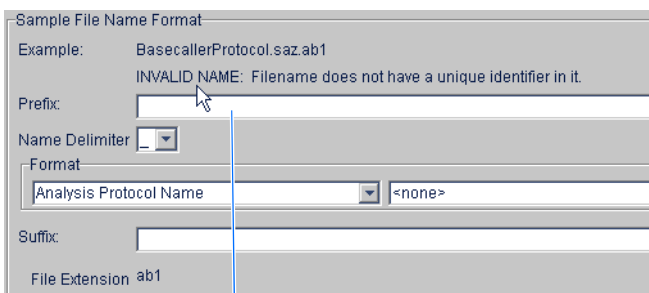 Sample File Name Format
Example: BasecallerProtocol.saz.ab1
INVALID NAME: Filename does not have a unique identifier in it.
Prefix:
Name Delimiter _
Format
Analysis Protocol Name <none>
Suffix:
File Extension ab1